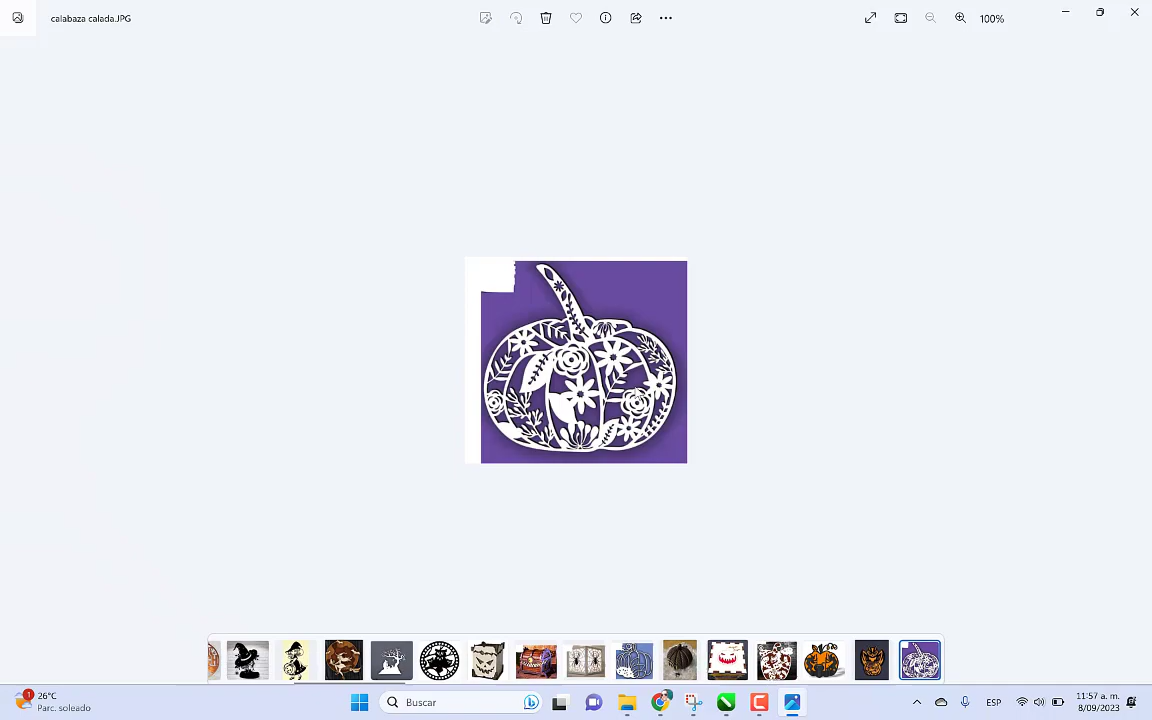 calabaza calada.JPG
100%
26°C
Parc. soleado
Buscar
ESP
11:57 a. m.
8/09/2023